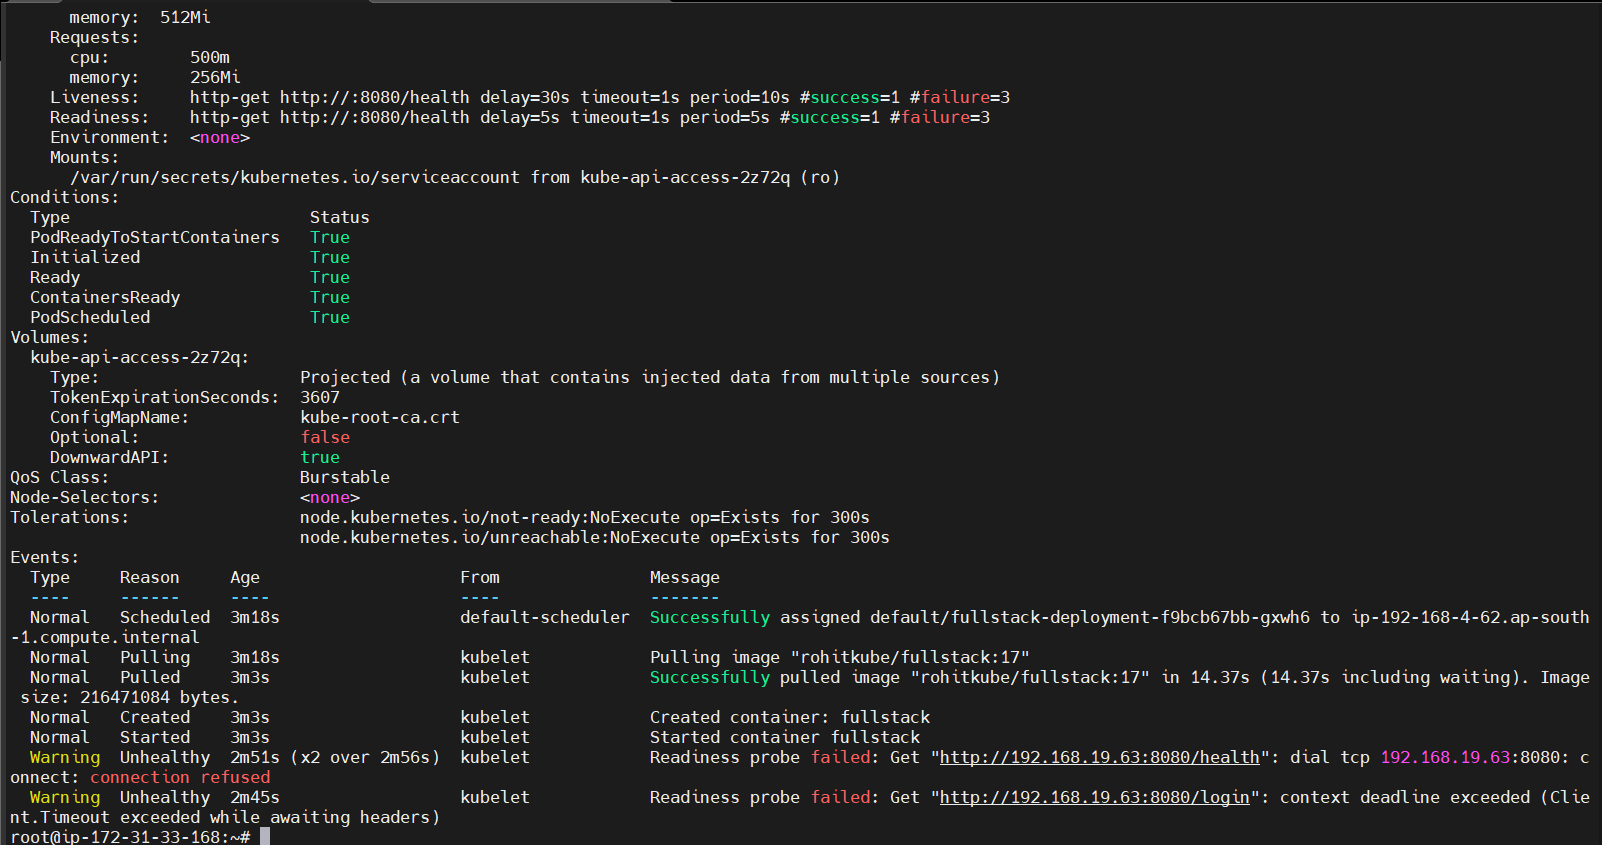 memory:  512Mi
Requests:
cpu:        500m
memory:     256Mi
Liveness:     http-get http://:8080/health delay=30s timeout=1s period=10s #success=1 #failure=3
Readiness:    http-get http://:8080/health delay=5s timeout=1s period=5s #success=1 #failure=3
Environment:  <none>
Mounts:
/var/run/secrets/kubernetes.io/serviceaccount from kube-api-access-2z72q (ro)
Conditions:
Type                        Status
PodReadyToStartContainers   True
Initialized                 True
Ready                       True
ContainersReady             True
PodScheduled                True
Volumes:
kube-api-access-2z72q:
Type:                    Projected (a volume that contains injected data from multiple sources)
TokenExpirationSeconds:  3607
ConfigMapName:           kube-root-ca.crt
Optional:                false
DownwardAPI:             true
QoS Class:                   Burstable
Node-Selectors:              <none>
Tolerations:                 node.kubernetes.io/not-ready:NoExecute op=Exists for 300s
node.kubernetes.io/unreachable:NoExecute op=Exists for 300s
Events:
Type     Reason     Age                    From               Message
----     ------     ----                   ----               -------
Normal   Scheduled  3m18s                  default-scheduler  Successfully assigned default/fullstack-deployment-f9bcb67bb-gxwh6 to ip-192-168-4-62.ap-south
-1.compute.internal
Normal   Pulling    3m18s                  kubelet            Pulling image "rohitkube/fullstack:17"
Normal   Pulled     3m3s                   kubelet            Successfully pulled image "rohitkube/fullstack:17" in 14.37s (14.37s including waiting). Image
size: 216471084 bytes.
Normal   Created    3m3s                   kubelet            Created container: fullstack
Normal   Started    3m3s                   kubelet            Started container fullstack
Warning  Unhealthy  2m51s (x2 over 2m56s)  kubelet            Readiness probe failed: Get "http://192.168.19.63:8080/health": dial tcp 192.168.19.63:8080: c
onnect: connection refused
Warning  Unhealthy  2m45s                  kubelet            Readiness probe failed: Get "http://192.168.19.63:8080/login": context deadline exceeded (Clie
nt.Timeout exceeded while awaiting headers)
root@ip-172-31-33-168:~#